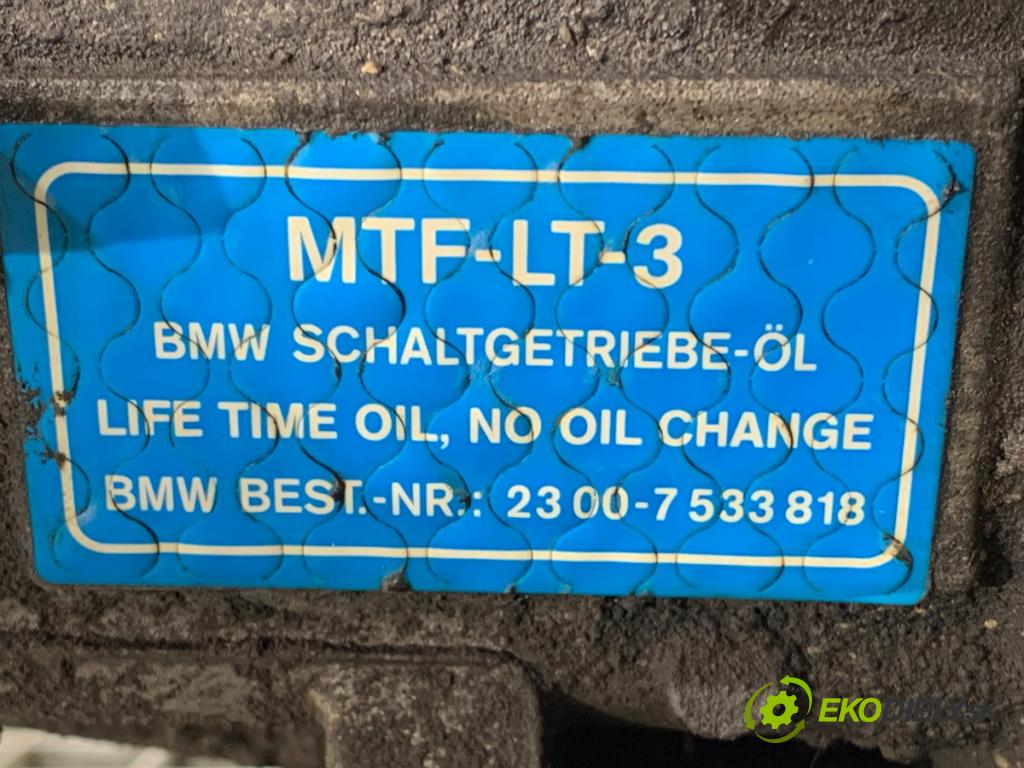 MTF-LT-3
BMW SCHALTGETRIEBE-ÖL
LIFE TIME OIL, NO OIL CHANGE
BMW BEST.-NR.: 23 00-7 533 818